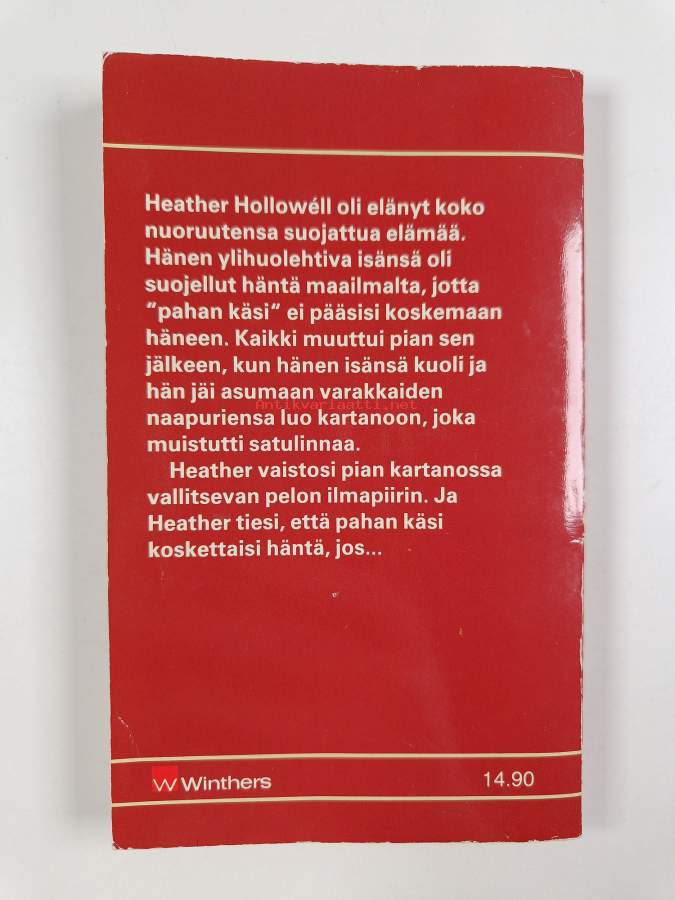 Heather Hollowéll oli elänyt koko
nuoruutensa suojattua elämää.
Hänen ylihuolehtiva isänsä oli
suojellut häntä maailmalta, jotta
"pahan käsi" ei pääsisi koskemaan
häneen. Kaikki muuttui pian sen
jälkeen, kun hänen isänsä kuoli ja
hän jäi asumaan varakkaiden
Antikvariaatti.net
naapuriensa luo kartanoon, joka
muistutti satulinnaa.
Heather vaistosi pian kartanossa
vallitsevan pelon ilmapiirin. Ja
Heather tiesi, että pahan käsi
koskettaisi häntä, jos...
W Winthers
14.90